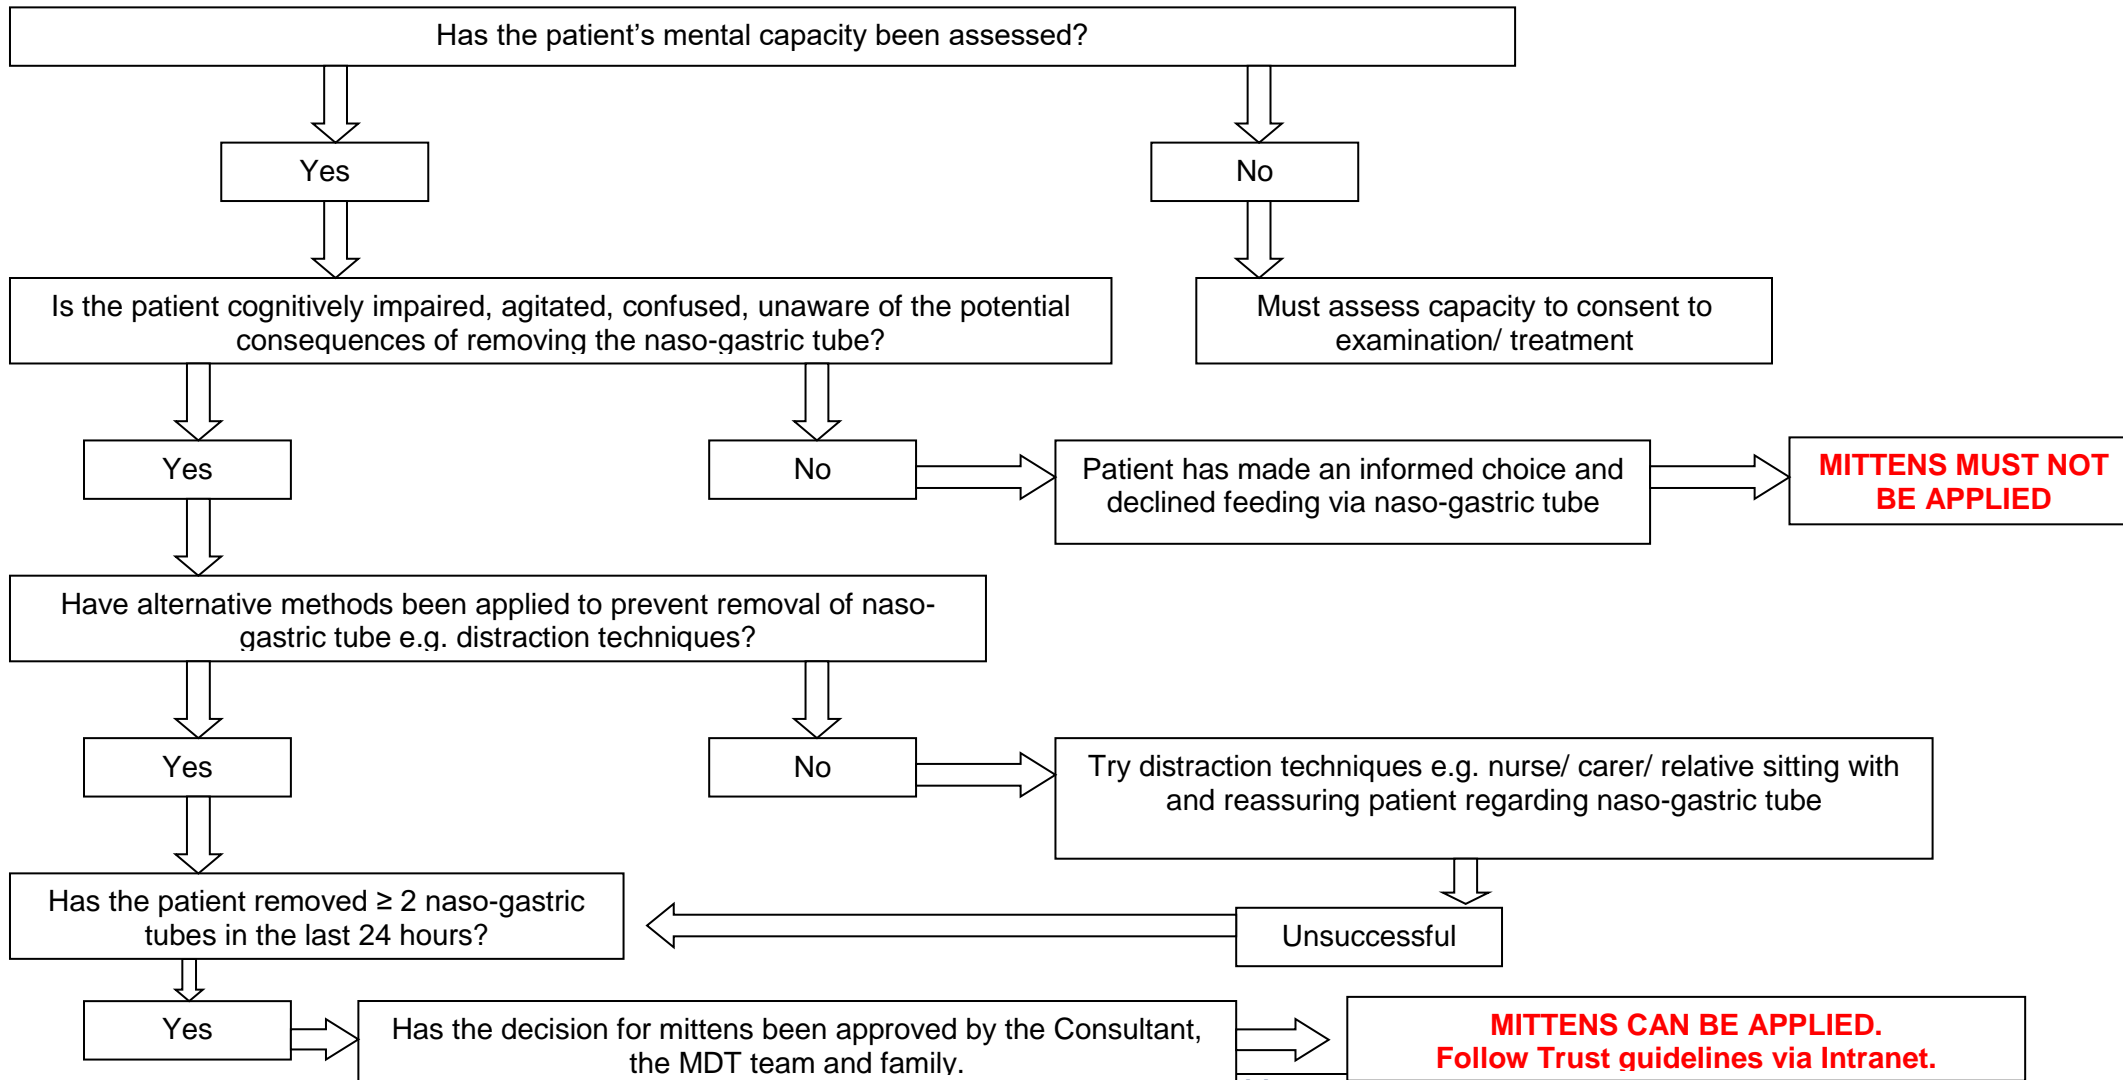 Has the patient’s mental capacity been assessed?
Yes
No
Is the patient cognitively impaired, agitated, confused, unaware of the potential
consequences of removing the naso-gastric tube?
Must assess capacity to consent to
examination/ treatment
Yes
No
Patient has made an informed choice and
declined feeding via naso-gastric tube
MITTENS MUST NOT
BE APPLIED
Have alternative methods been applied to prevent removal of naso-
gastric tube e.g. distraction techniques?
Yes
No
Try distraction techniques e.g. nurse/ carer/ relative sitting with
and reassuring patient regarding naso-gastric tube
Has the patient removed ≥ 2 naso-gastric
tubes in the last 24 hours?
Unsuccessful
Yes
Has the decision for mittens been approved by the Consultant,
the MDT team and family.
MITTENS CAN BE APPLIED.
Follow Trust guidelines via Intranet.